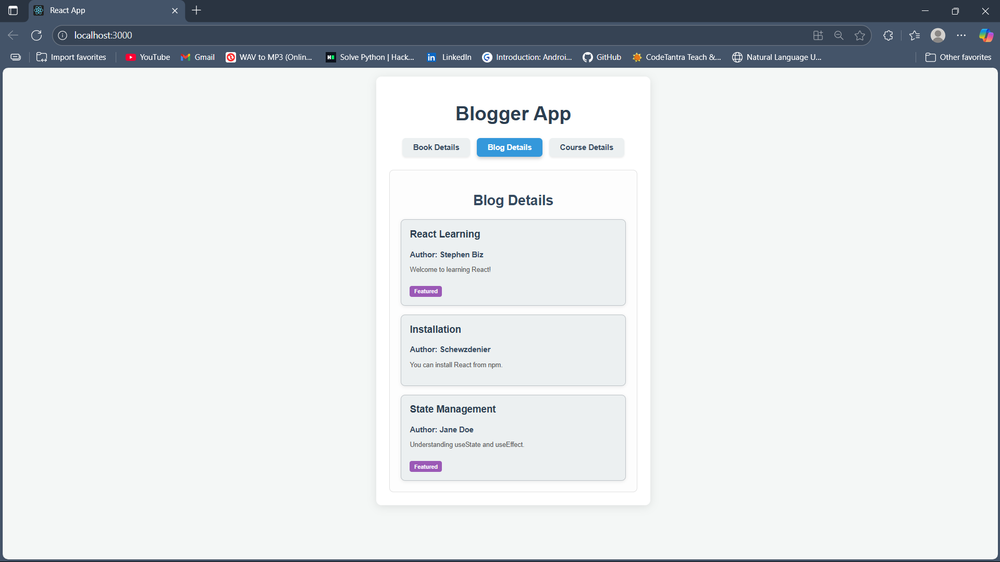 React App
localhost:3000
Import favorites YouTube Gmail WAV to MP3 (Onlin... Solve Python | Hack... LinkedIn Introduction: Androi... GitHub CodeTantra Teach &... Natural Language U... Other favorites
Blogger App
Book Details Blog Details Course Details
Blog Details
React Learning
Author: Stephen Biz
Welcome to learning React!
Featured
Installation
Author: Schewzdenier
You can install React from npm.
State Management
Author: Jane Doe
Understanding useState and useEffect.
Featured